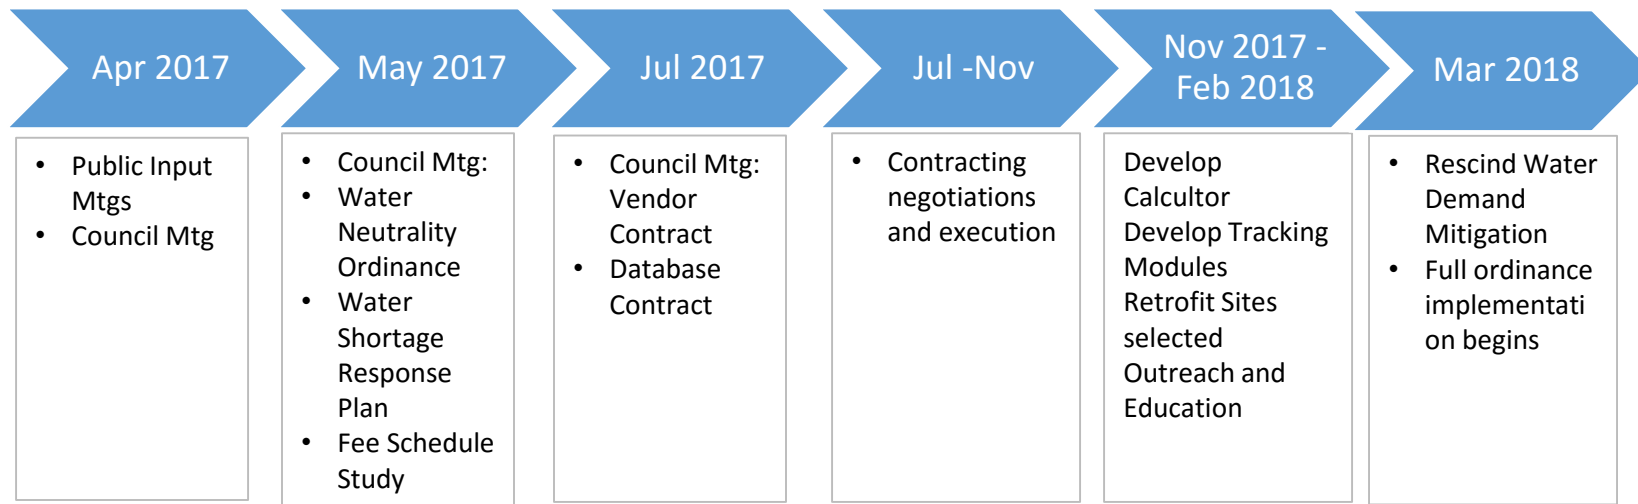 Apr 2017
May 2017
Jul 2017
Jul -Nov
Nov 2017 -
Feb 2018
Mar 2018
• Public Input
Mtgs
• Council Mtg
• Council Mtg:
• Water
Neutrality
Ordinance
• Water
Shortage
Response
Plan
• Fee Schedule
Study
• Council Mtg:
Vendor
Contract
• Database
Contract
• Contracting
negotiations
and execution
Develop
Calcultor
Develop Tracking
Modules
Retrofit Sites
selected
Outreach and
Education
• Rescind Water
Demand
Mitigation
• Full ordinance
implementati
on begins